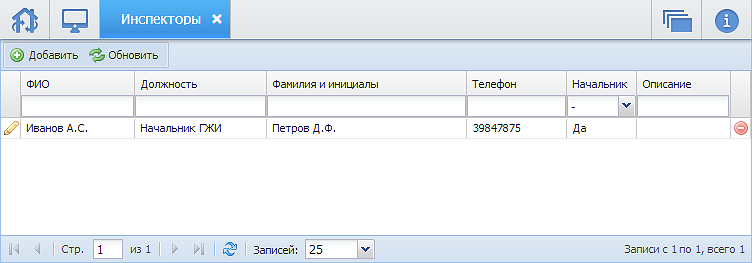 Инспекторы
Добавить Обновить
ФИО Должность Фамилия и инициалы Телефон Начальник Описание
-
Иванов А.С. Начальник ГЖИ Петров Д.Ф. 39847875 Да
Стр. 1 из 1 Записей: 25 Записи с 1 по 1, всего 1